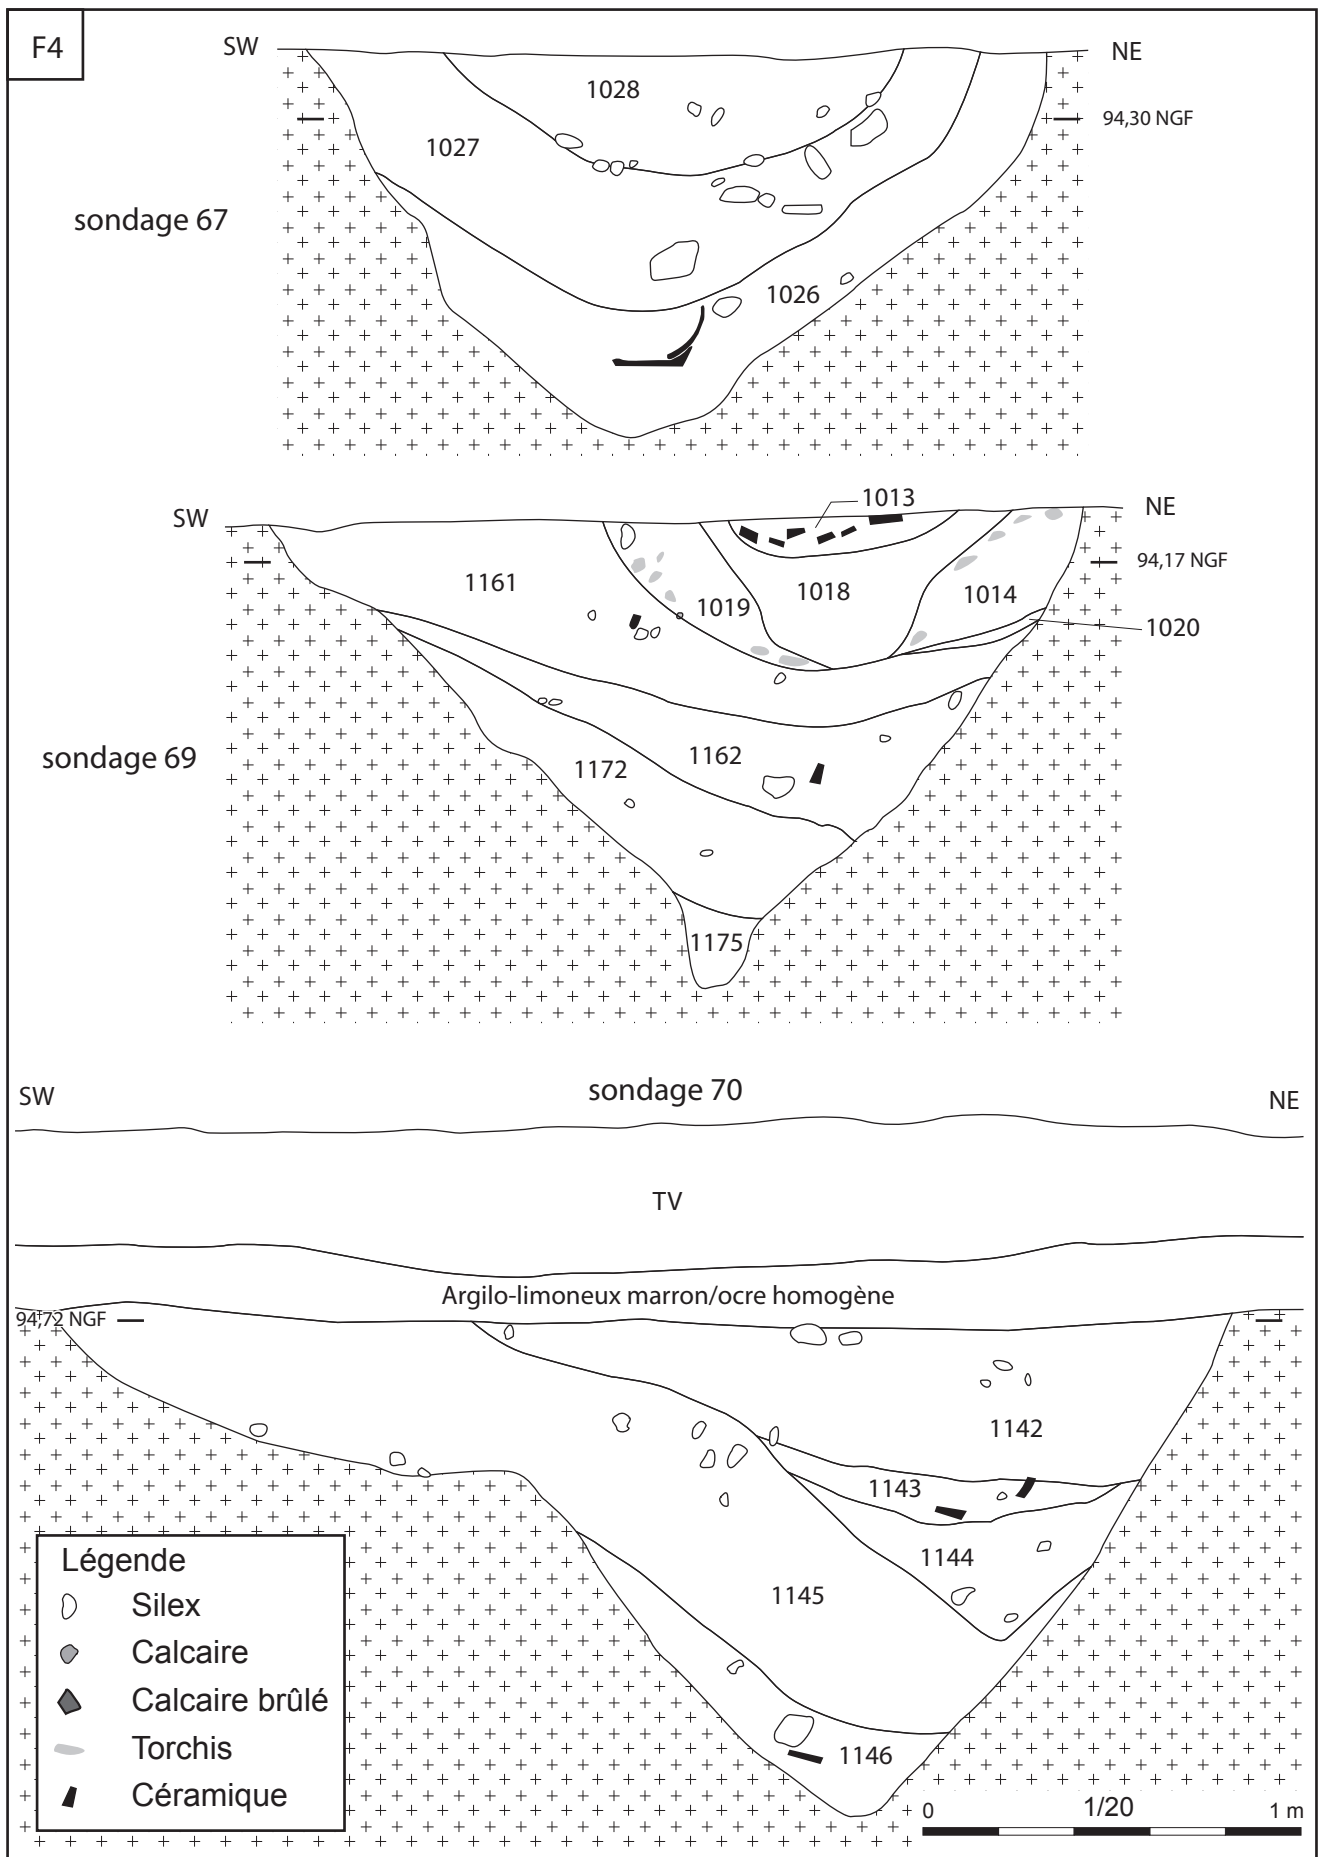 F4
SW
NE
1028
94,30 NGF
1027
sondage 67
1026
1013
SW
NE
94,17 NGF
1161
1018
1014
1019
1020
sondage 69
1162
1172
1175
sondage 70
SW
NE
TV
Argilo-limoneux marron/ocre homogène
94,72 NGF
1142
1143
1144
1145
1146
Légende
Silex
Calcaire
Calcaire brûlé
Torchis
Céramique
0 1/20 1 m